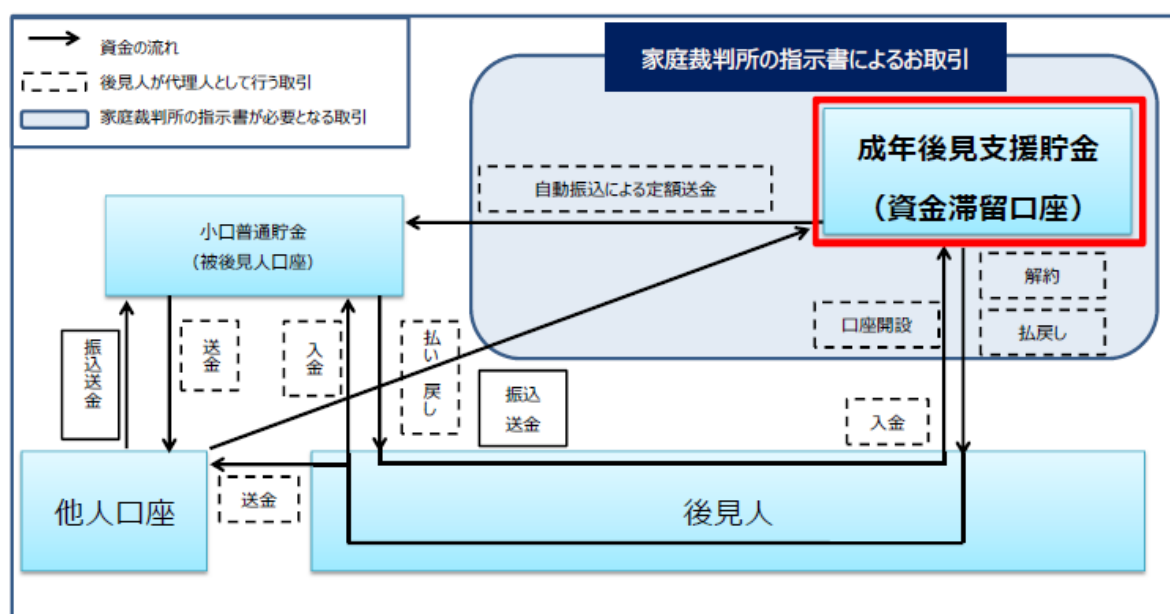 資金の流れ
後見人が代理人として行う取引
家庭裁判所の指示書が必要となる取引
家庭裁判所の指示書によるお取引
成年後見支援貯金
（資金滞留口座）
自動振込による定額送金
小口普通貯金
（被後見人口座）
解約
口座開設
払戻し
振込送金
送金
入金
払い戻し
振込
送金
入金
送金
他人口座
後見人